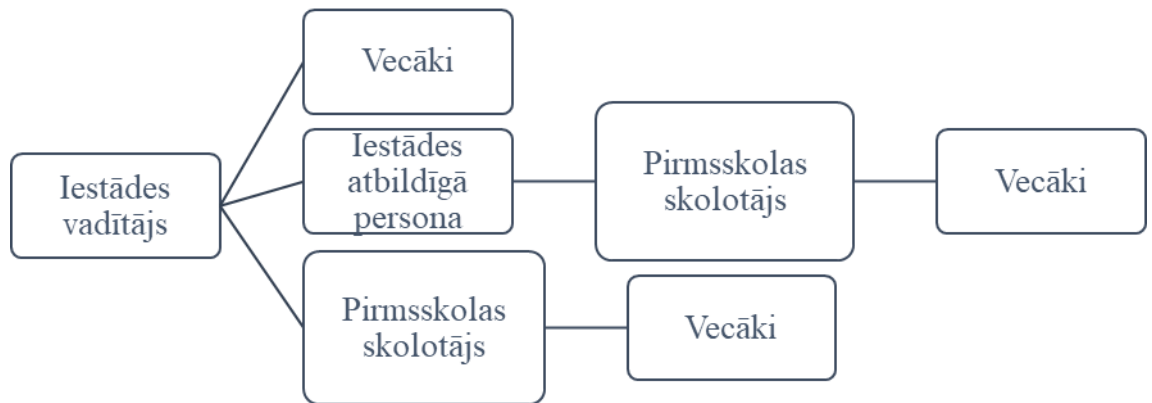 Vecāki
Iestādes
vadītājs
Iestādes
atbildīgā
persona
Pirmsskolas
skolotājs
Vecāki
Pirmsskolas
skolotājs
Vecāki